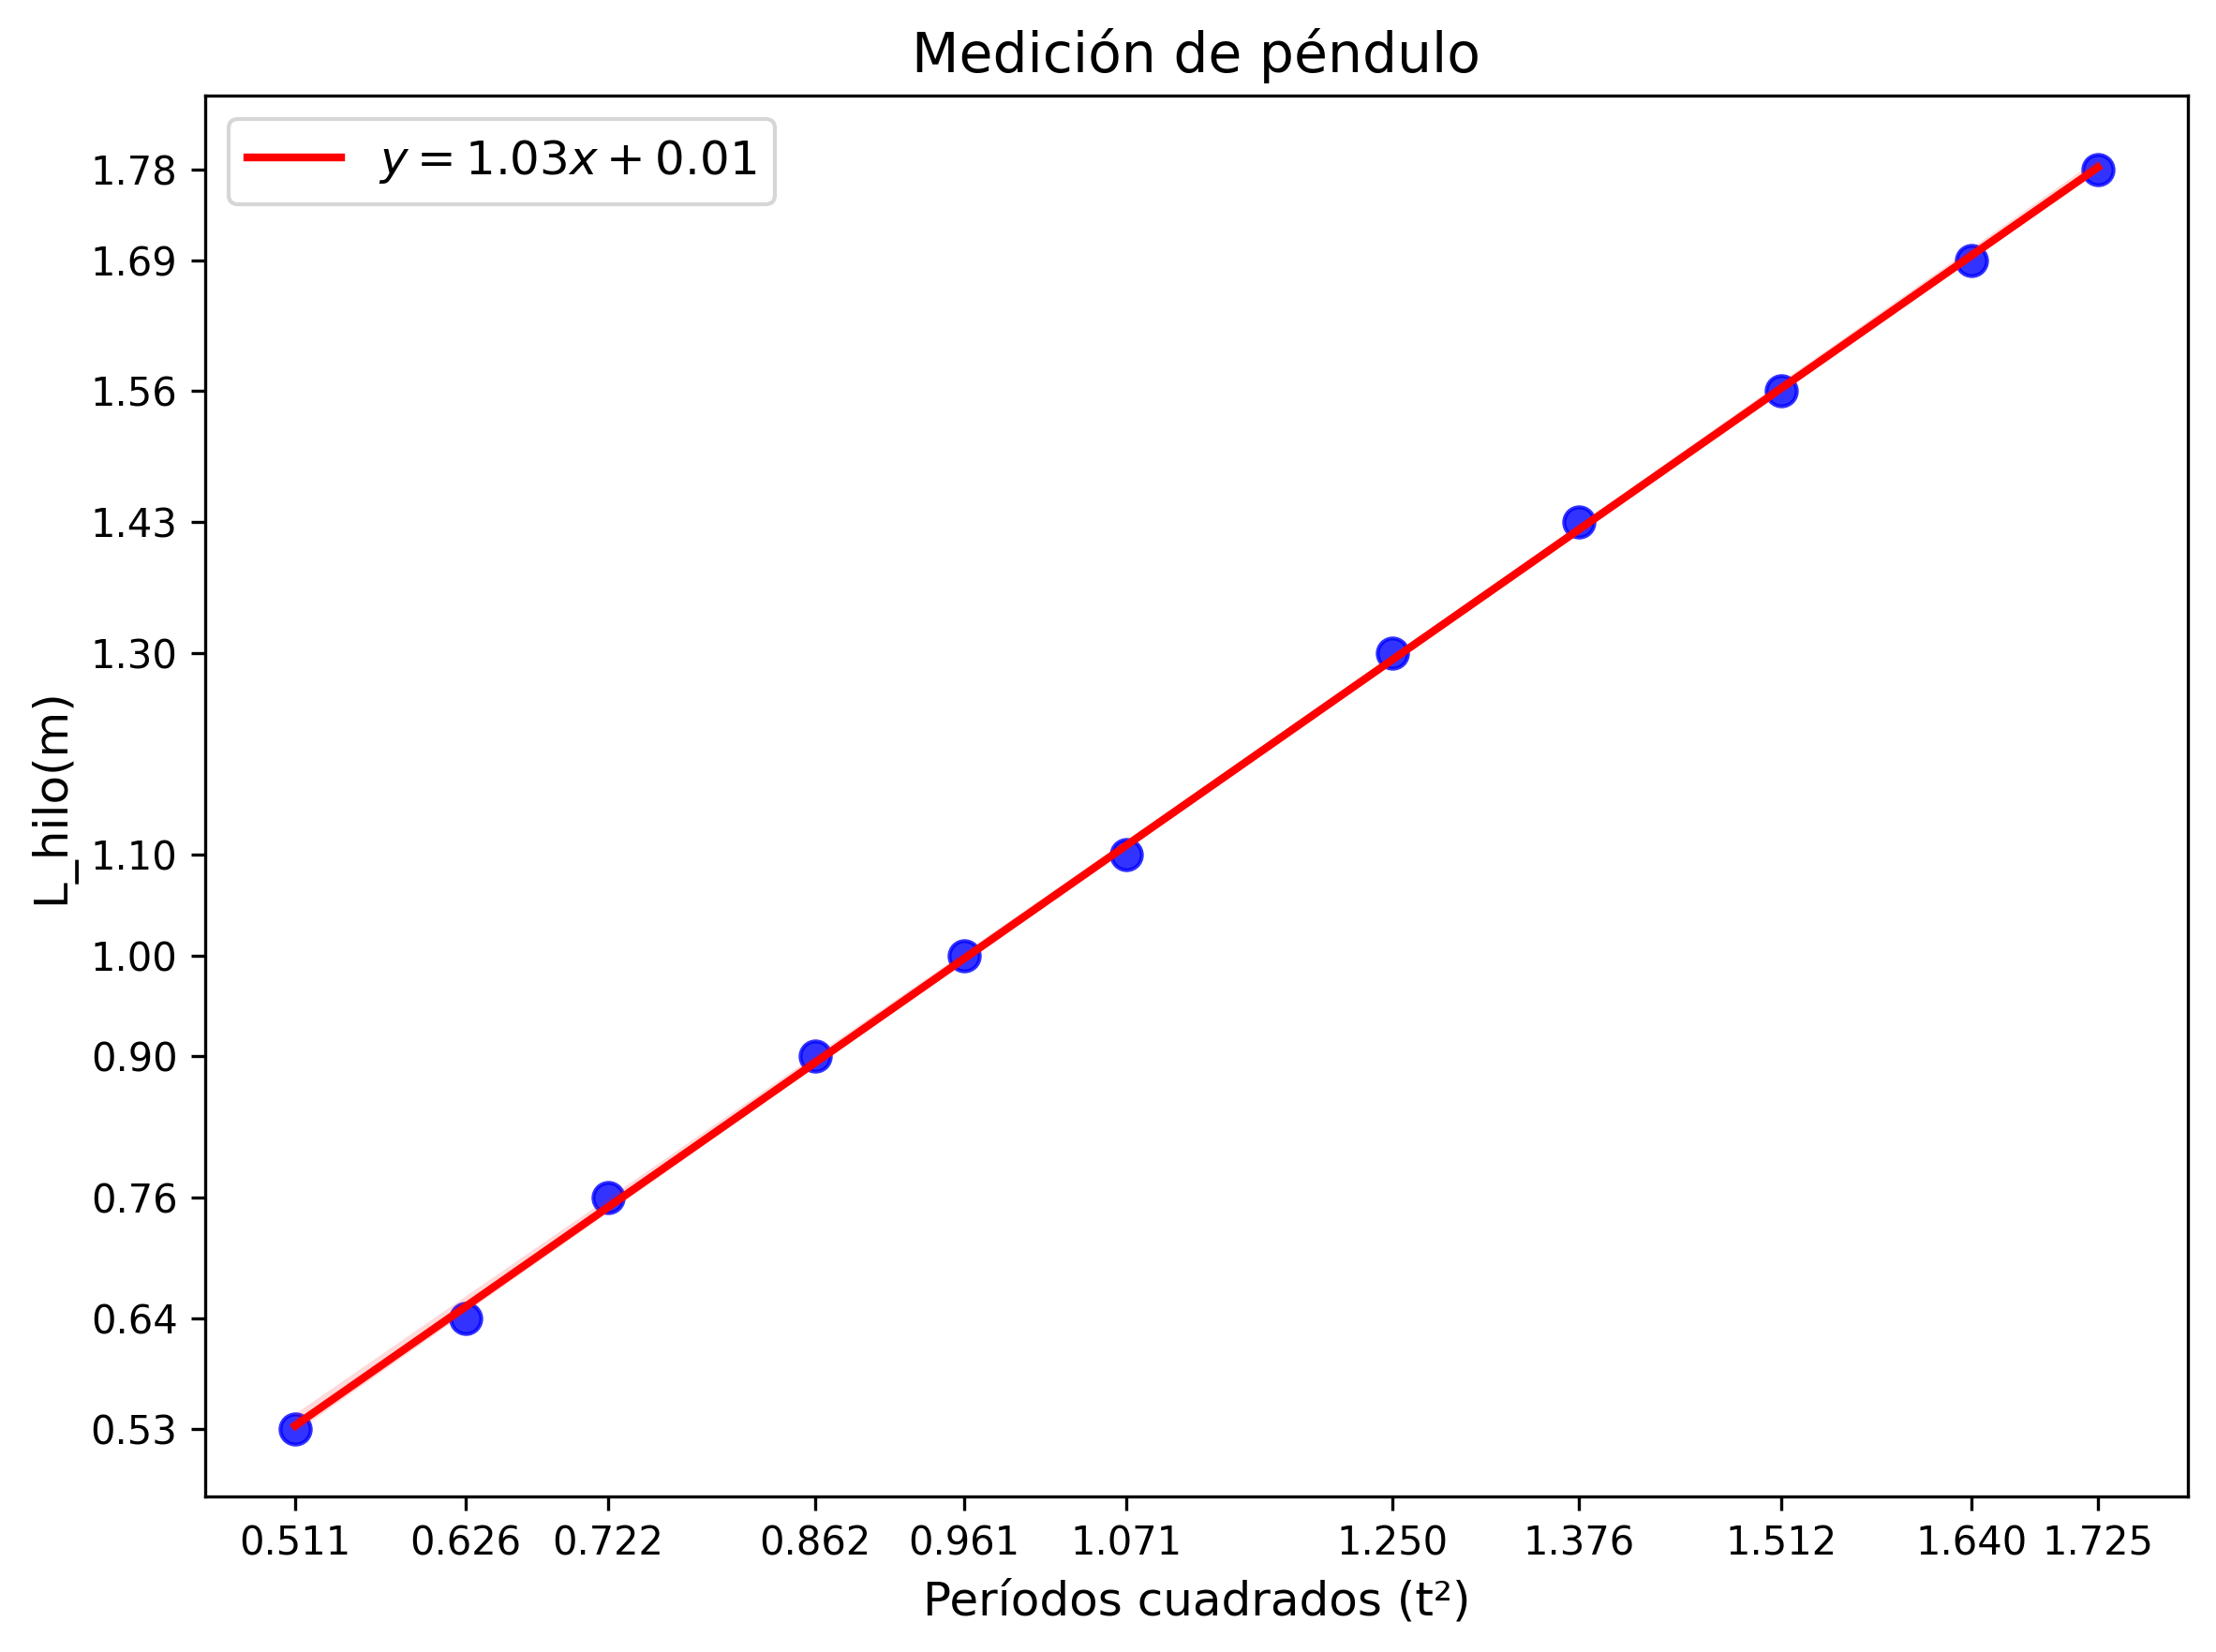 Medición de péndulo
y = 1.03x + 0.01
L_hilo(m)
1.78
1.69
1.56
1.43
1.30
1.10
1.00
0.90
0.76
0.64
0.53
0.511 0.626 0.722 0.862 0.961 1.071 1.250 1.376 1.512 1.640 1.725
Períodos cuadrados (t²)